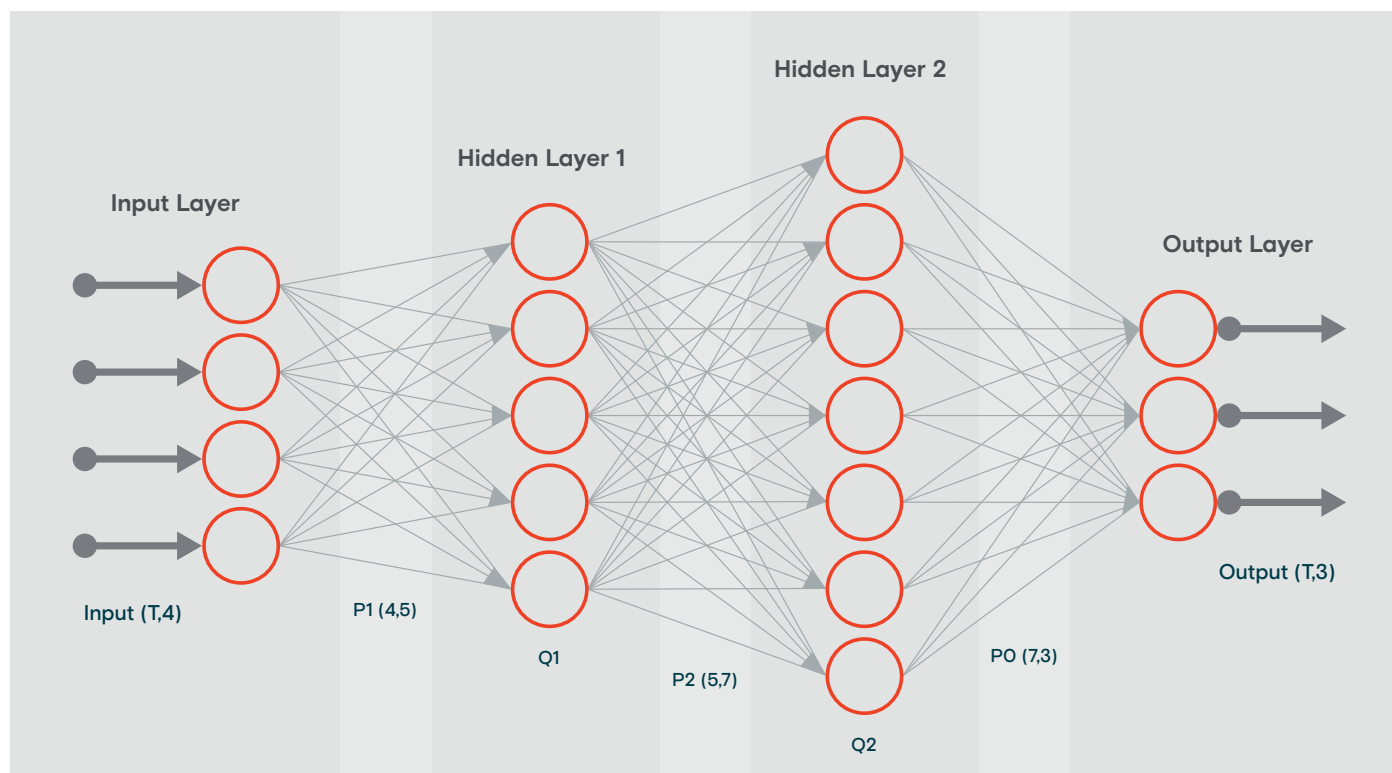 Hidden Layer 2
Hidden Layer 1
Input Layer
Output Layer
Input (T,4)
P1 (4,5)
Q1
P2 (5,7)
Q2
P0 (7,3)
Output (T,3)